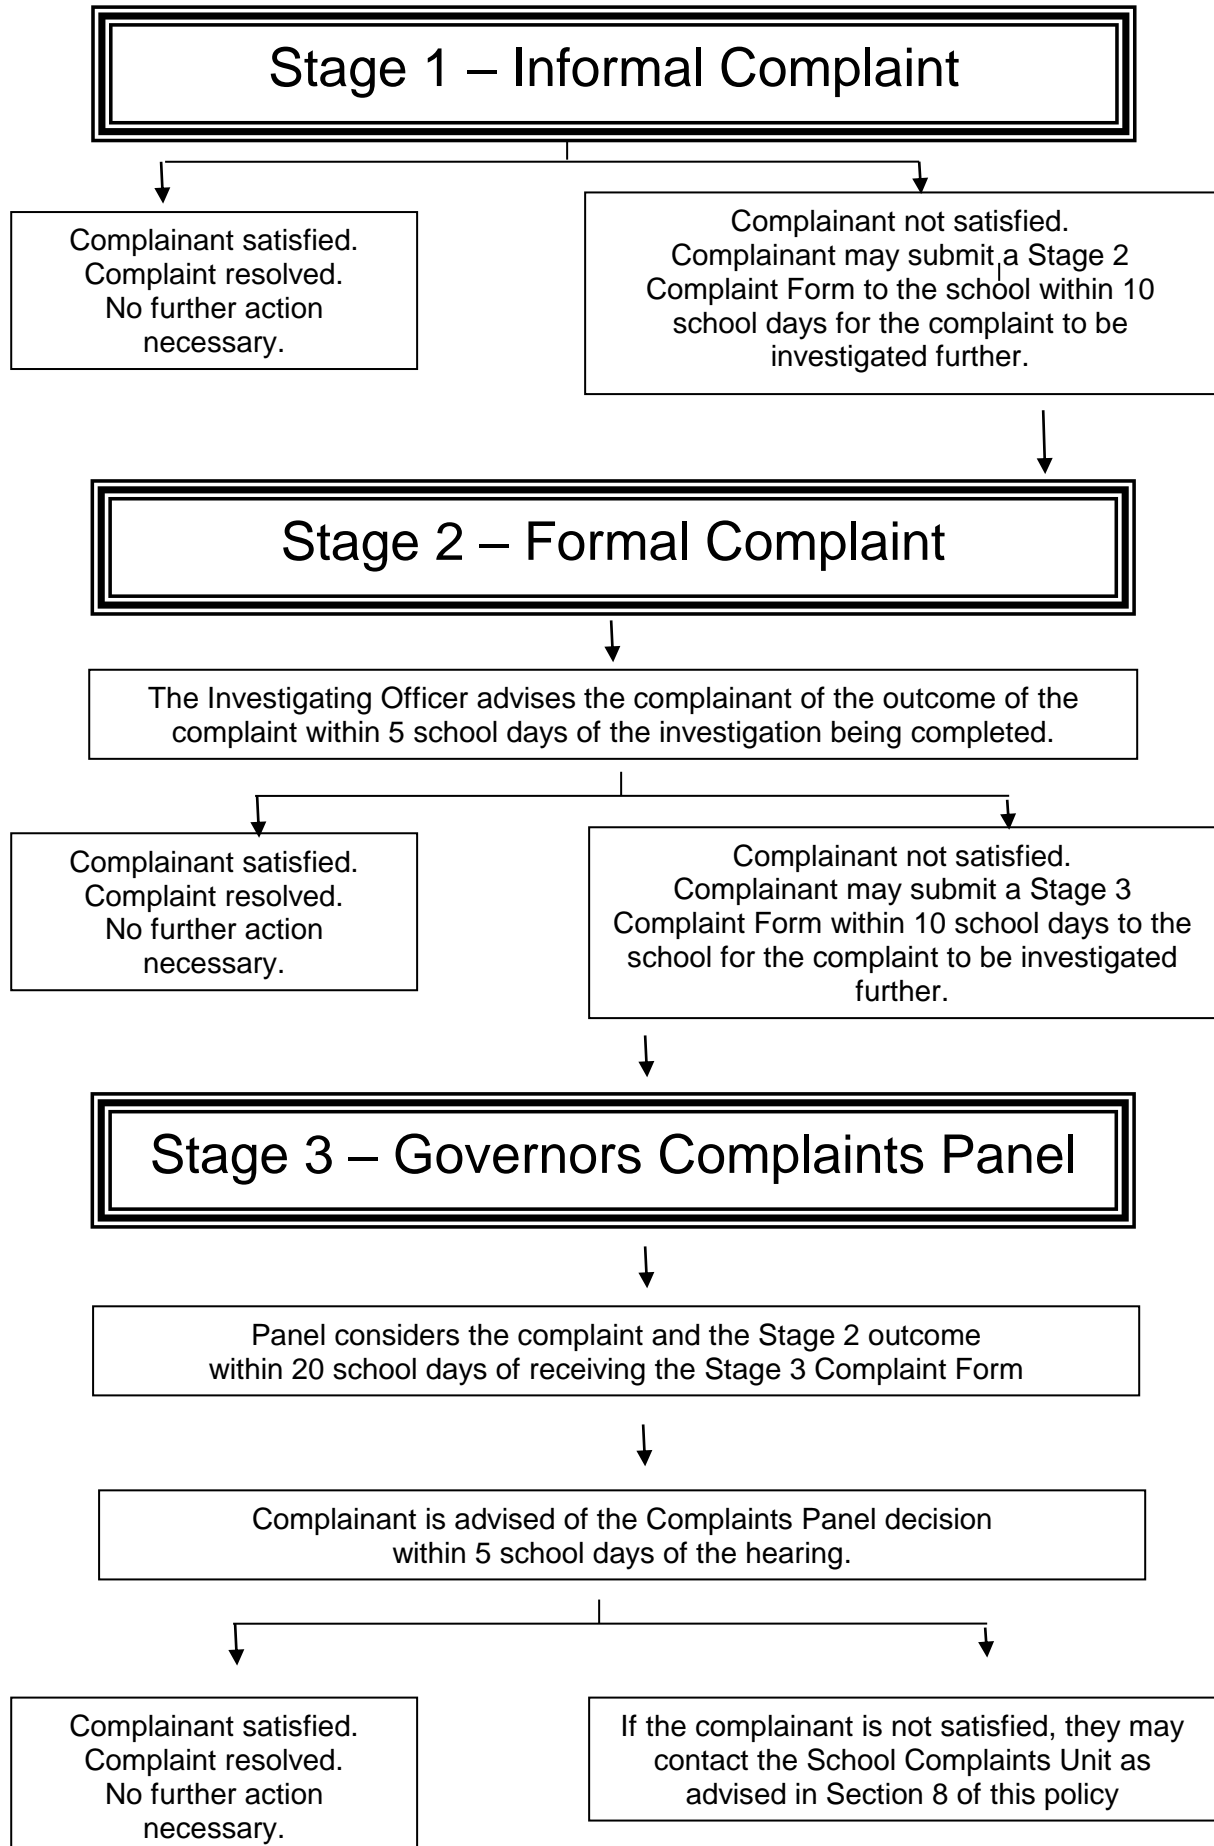 Stage 1 – Informal Complaint
Complainant satisfied.
Complaint resolved.
No further action
necessary.
Complainant not satisfied.
Complainant may submit a Stage 2
Complaint Form to the school within 10
school days for the complaint to be
investigated further.
Stage 2 – Formal Complaint
The Investigating Officer advises the complainant of the outcome of the
complaint within 5 school days of the investigation being completed.
Complainant satisfied.
Complaint resolved.
No further action
necessary.
Complainant not satisfied.
Complainant may submit a Stage 3
Complaint Form within 10 school days to the
school for the complaint to be investigated
further.
Stage 3 – Governors Complaints Panel
Panel considers the complaint and the Stage 2 outcome
within 20 school days of receiving the Stage 3 Complaint Form
Complainant is advised of the Complaints Panel decision
within 5 school days of the hearing.
Complainant satisfied.
Complaint resolved.
No further action
necessary.
If the complainant is not satisfied, they may
contact the School Complaints Unit as
advised in Section 8 of this policy